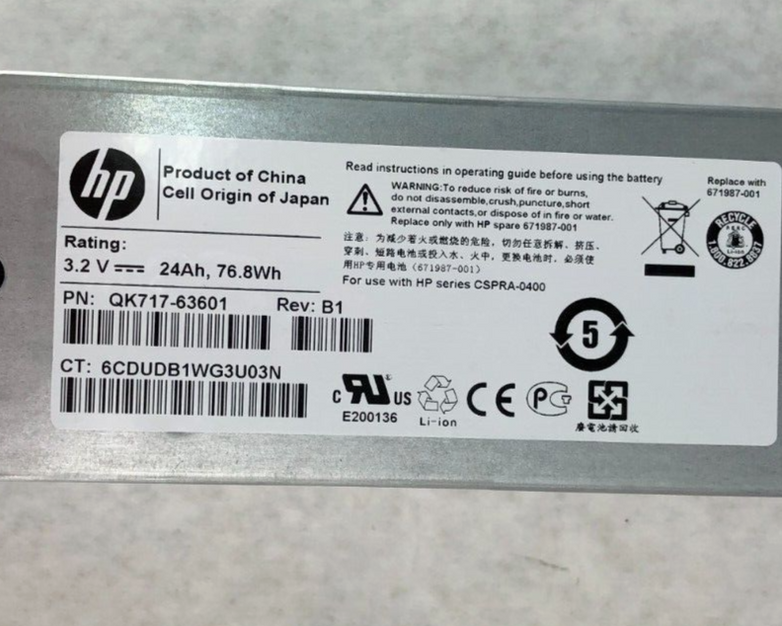 hp
Product of China
Cell Origin of Japan
Rating:
3.2 V 24Ah, 76.8Wh
PN: QK717-63601 Rev: B1
CT: 6CDUDB1WG3U03N
Read instructions in operating guide before using the battery
WARNING:To reduce risk of fire or burns,
do not disassemble,crush,puncture,short
external contacts,or dispose of in fire or water.
Replace only with HP spare 671987-001
注意: 为减少着火或燃烧的危险, 切勿任意拆解、挤压、
穿刺、短路电池或投入水、火中, 更换电池时, 必须使
用HP专用电池 (671987-001)
For use with HP series CSPRA-0400
Replace with
671987-001
RECYCLE
RBRC
Li-ion
1.800.822.8837
5
c RU US
E200136
Li-ion
CE
廢電池請回收